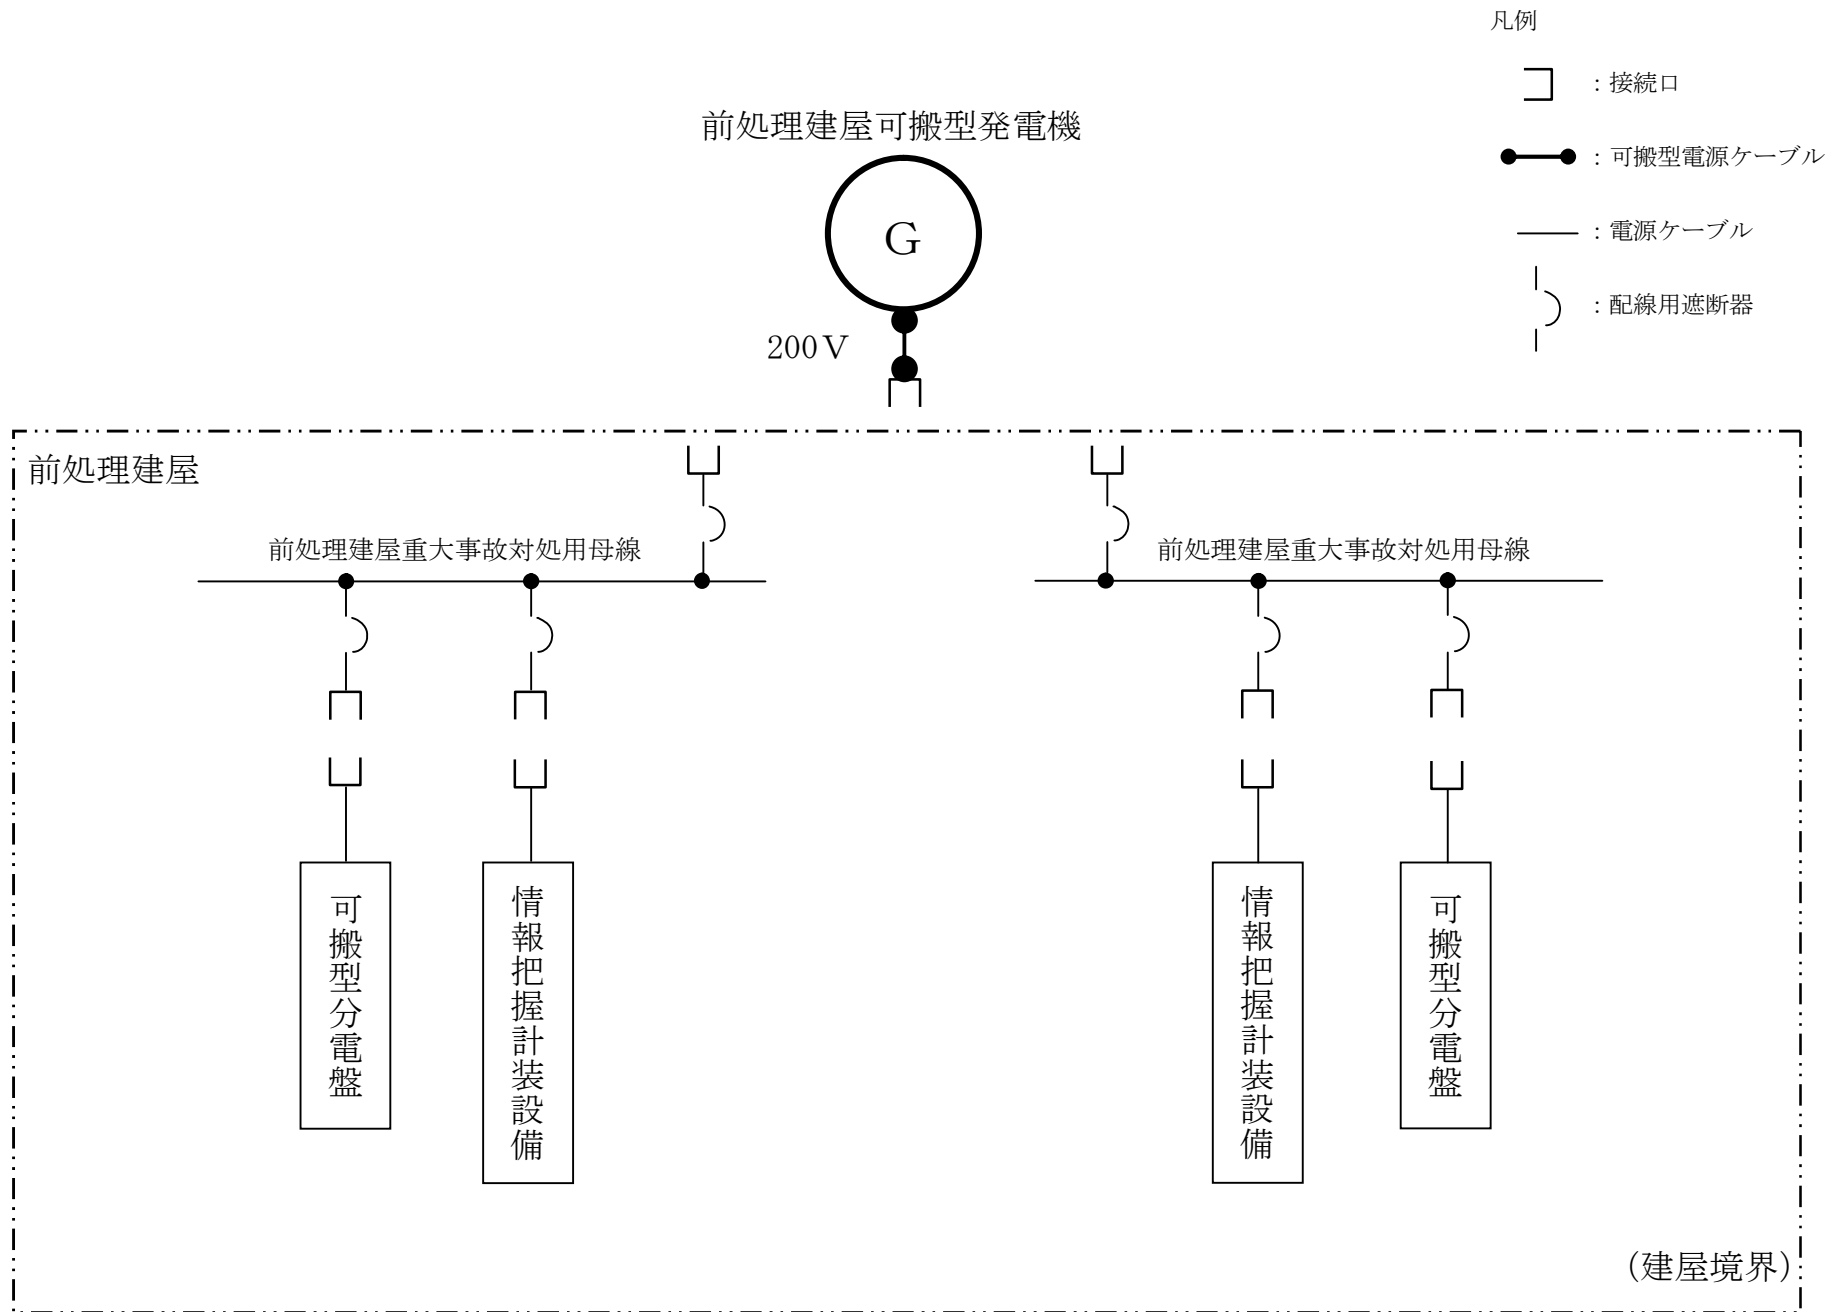 凡例
：接続口
：可搬型電源ケーブル
：電源ケーブル
：配線用遮断器
前処理建屋可搬型発電機
G
200V
前処理建屋
前処理建屋重大事故対処用母線
前処理建屋重大事故対処用母線
可搬型分電盤
情報把握計装設備
情報把握計装設備
可搬型分電盤
(建屋境界)